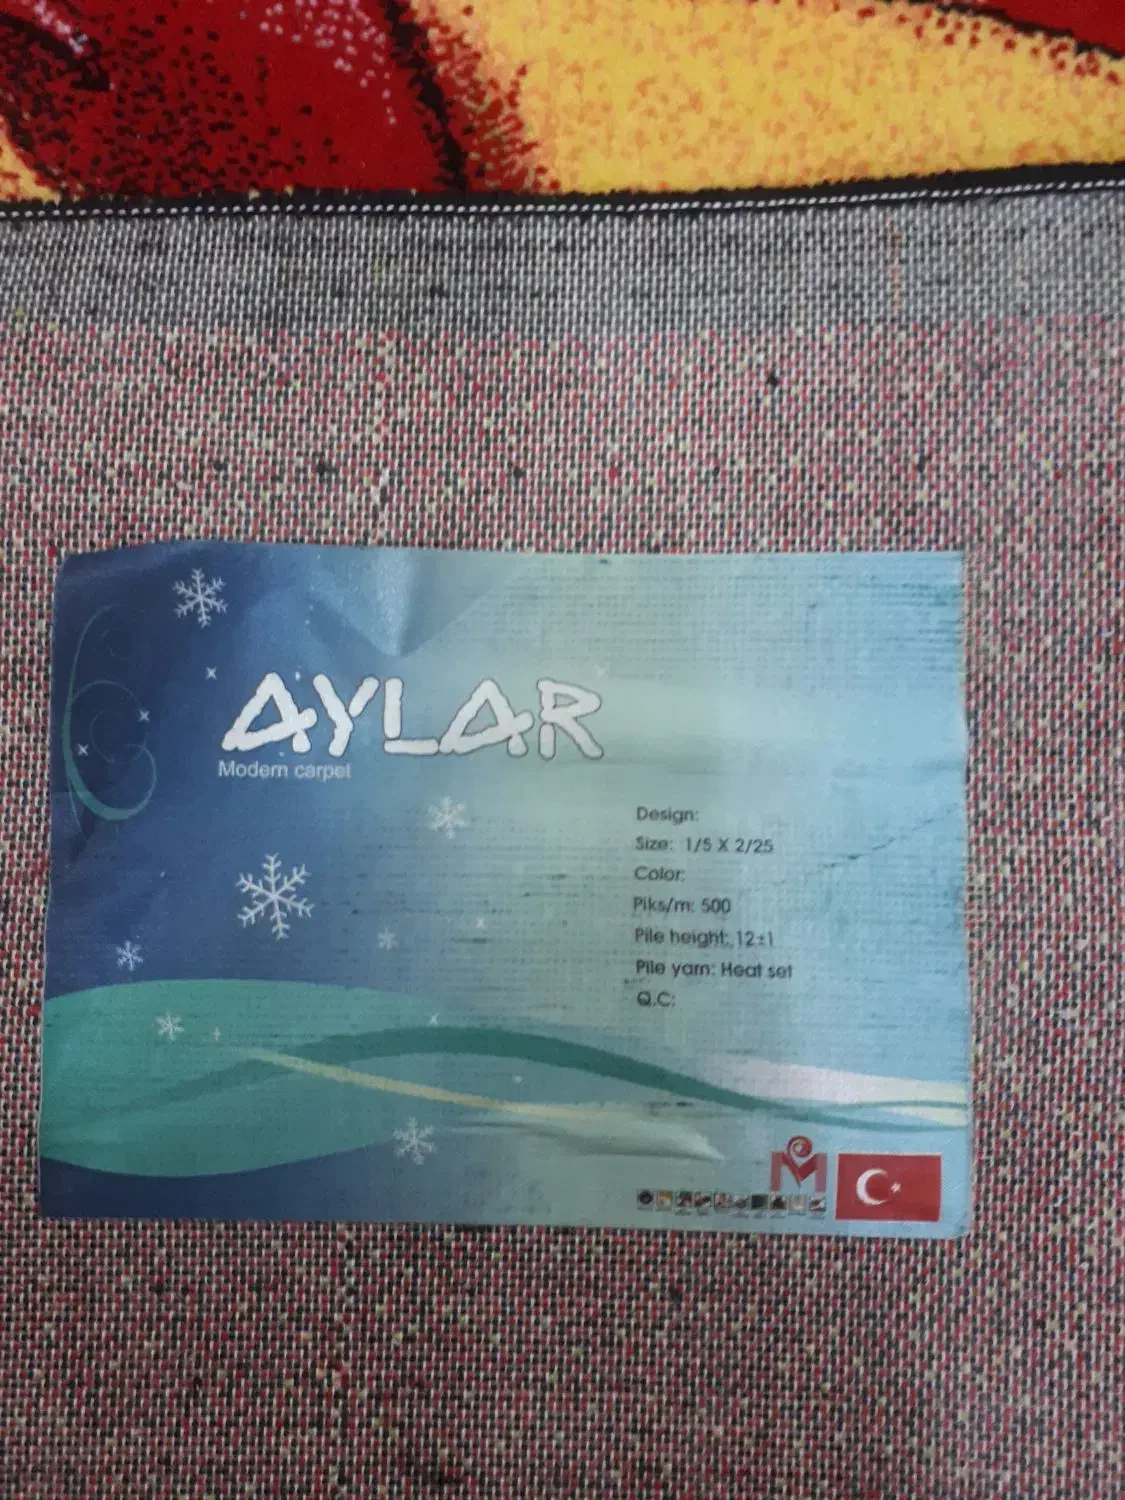 AYLAR
Modern carpet
Design:
Size: 1/5 X 2/25
Color:
Piks/m: 500
Pile height: 12±1
Pile yarn: Heat set
Q.C:
M